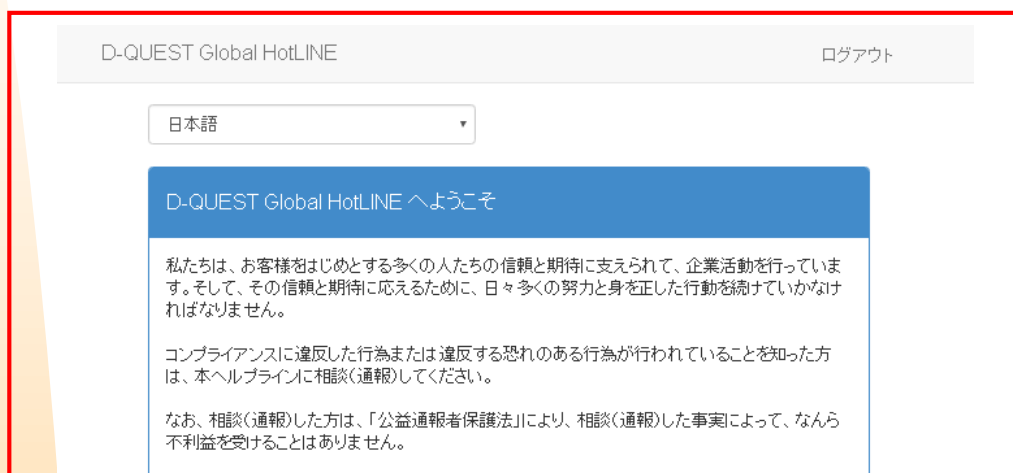 D-QUEST Global HotLINE
ログアウト
日本語
D-QUEST Global HotLINE へようこそ
私たちは、お客様をはじめとする多くの人たちの信頼と期待に支えられて、企業活動を行っていま
す。そして、その信頼と期待に応えるために、日々多くの努力と身を正した行動を続けていかなけ
ればなりません。
コンプライアンスに違反した行為または違反する恐れのある行為が行われていることを知った方
は、本ヘルプラインに相談(通報)してください。
なお、相談(通報)した方は、「公益通報者保護法」により、相談(通報)した事実によって、なんら
不利益を受けることはありません。